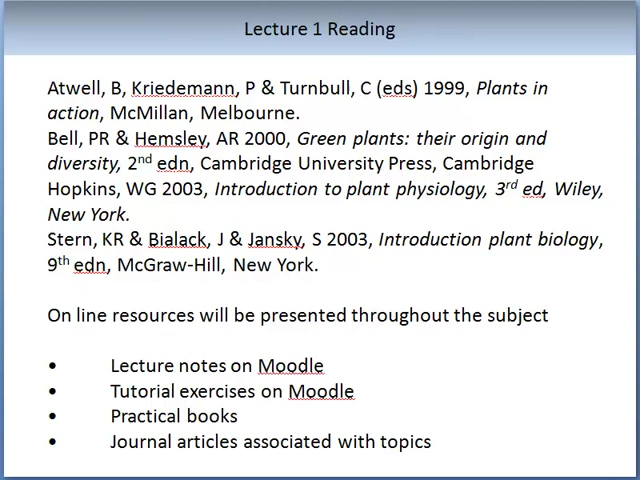 Lecture 1 Reading
Atwell, B, Kriedemann, P & Turnbull, C (eds) 1999, Plants in
action, McMillan, Melbourne.
Bell, PR & Hemsley, AR 2000, Green plants: their origin and
diversity, 2nd edn, Cambridge University Press, Cambridge
Hopkins, WG 2003, Introduction to plant physiology, 3rd ed, Wiley,
New York.
Stern, KR & Bialack, J & Jansky, S 2003, Introduction plant biology,
9th edn, McGraw-Hill, New York.
On line resources will be presented throughout the subject
• Lecture notes on Moodle
• Tutorial exercises on Moodle
• Practical books
• Journal articles associated with topics